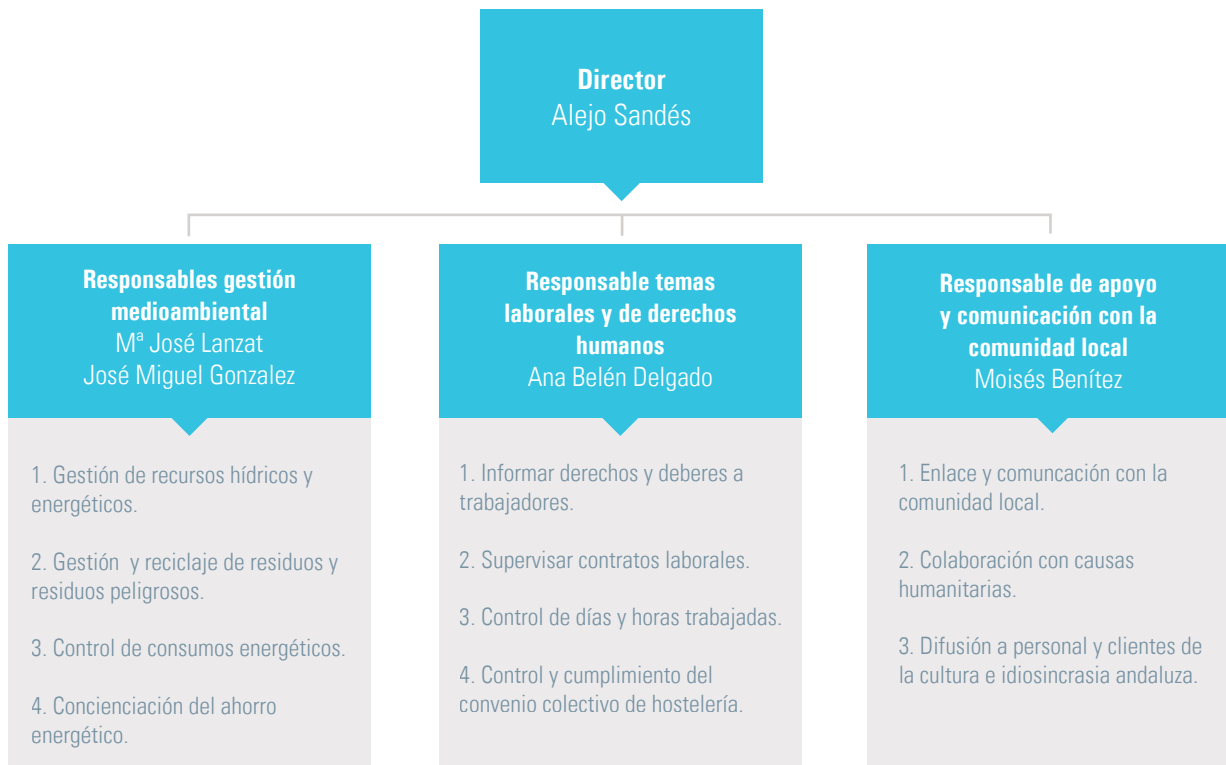 Director
Alejo Sandés
Responsables gestión
medioambiental
Mª José Lanzat
José Miguel Gonzalez
1. Gestión de recursos hídricos y
energéticos.
2. Gestión  y reciclaje de residuos y
residuos peligrosos.
3. Control de consumos energéticos.
4. Concienciación del ahorro
energético.
Responsable temas
laborales y de derechos
humanos
Ana Belén Delgado
1. Informar derechos y deberes a
trabajadores.
2. Supervisar contratos laborales.
3. Control de días y horas trabajadas.
4. Control y cumplimiento del
convenio colectivo de hostelería.
Responsable de apoyo
y comunicación con la
comunidad local
Moisés Benítez
1. Enlace y comuncación con la
comunidad local.
2. Colaboración con causas
humanitarias.
3. Difusión a personal y clientes de
la cultura e idiosincrasia andaluza.